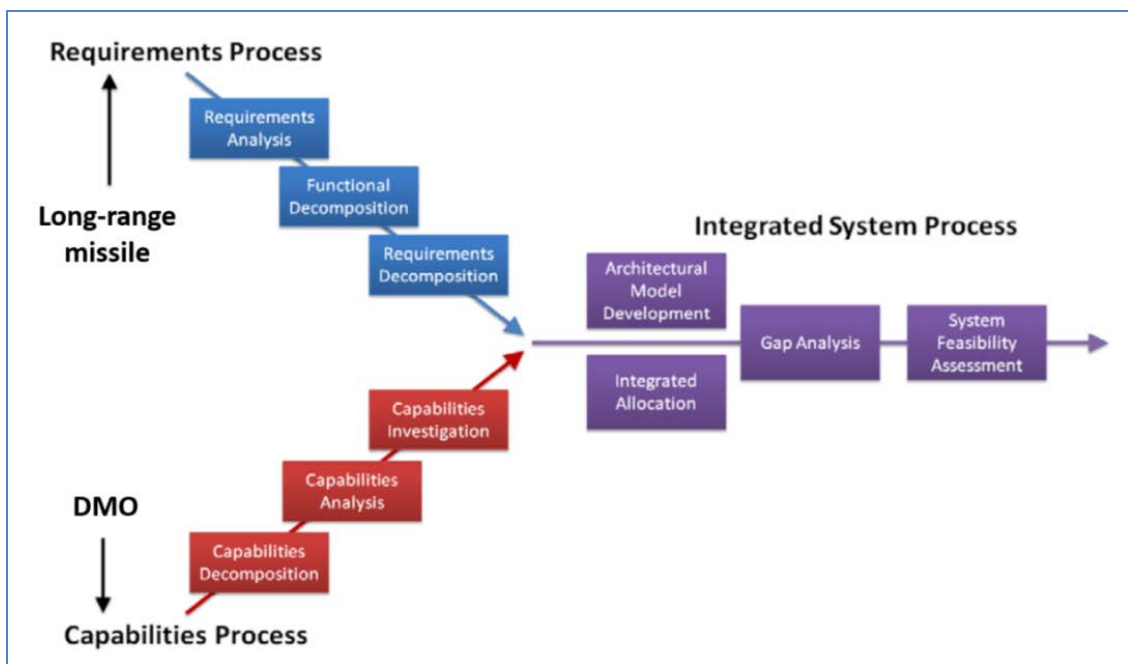 Requirements Process
Requirements
Analysis
Functional
Decomposition
Requirements
Decomposition
Long-range
missile
Integrated System Process
Architectural
Model
Development
Integrated
Allocation
Gap Analysis
System
Feasibility
Assessment
Capabilities
Investigation
Capabilities
Analysis
Capabilities
Decomposition
DMO
Capabilities Process